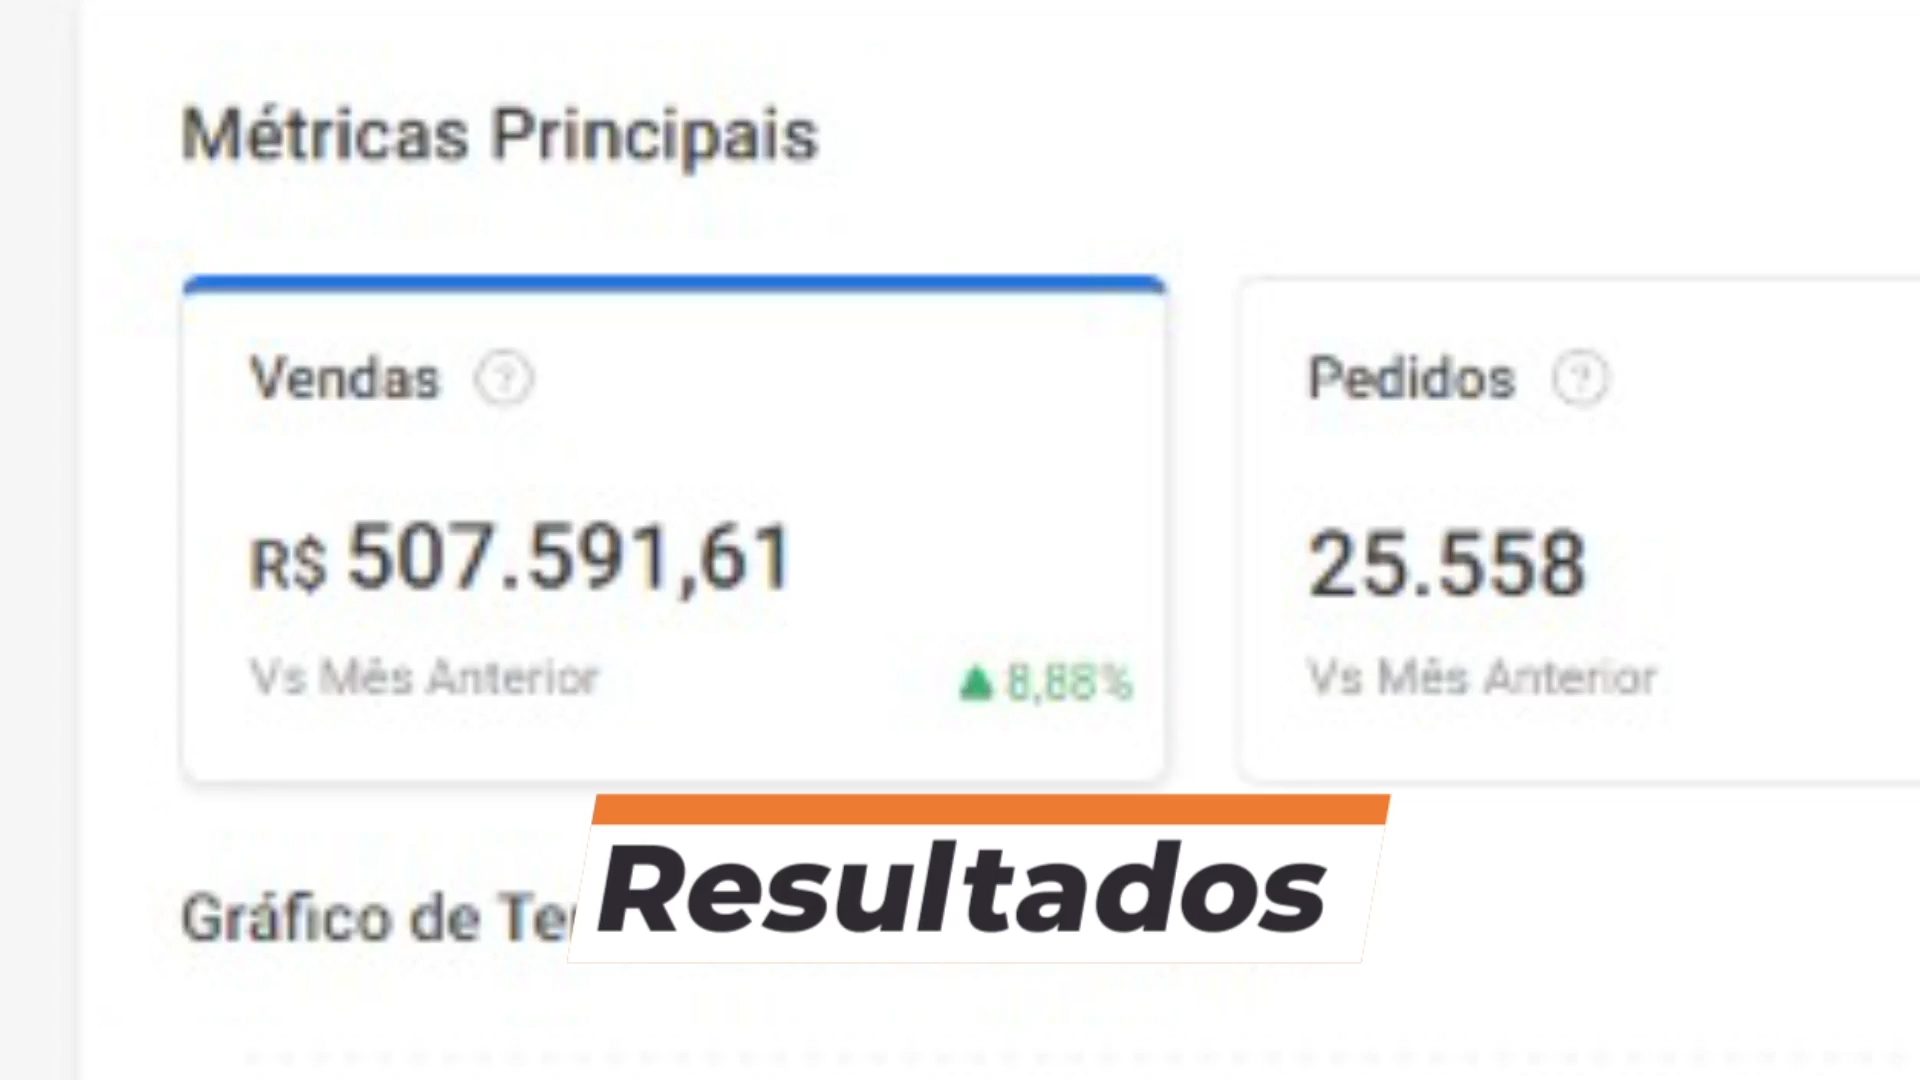 Métricas Principais
Vendas ?
Pedidos ?
R$ 507.591,61
25.558
Vs Mês Anterior
▲ 8,88%
Vs Mês Anterior
Gráfico de
Resultados